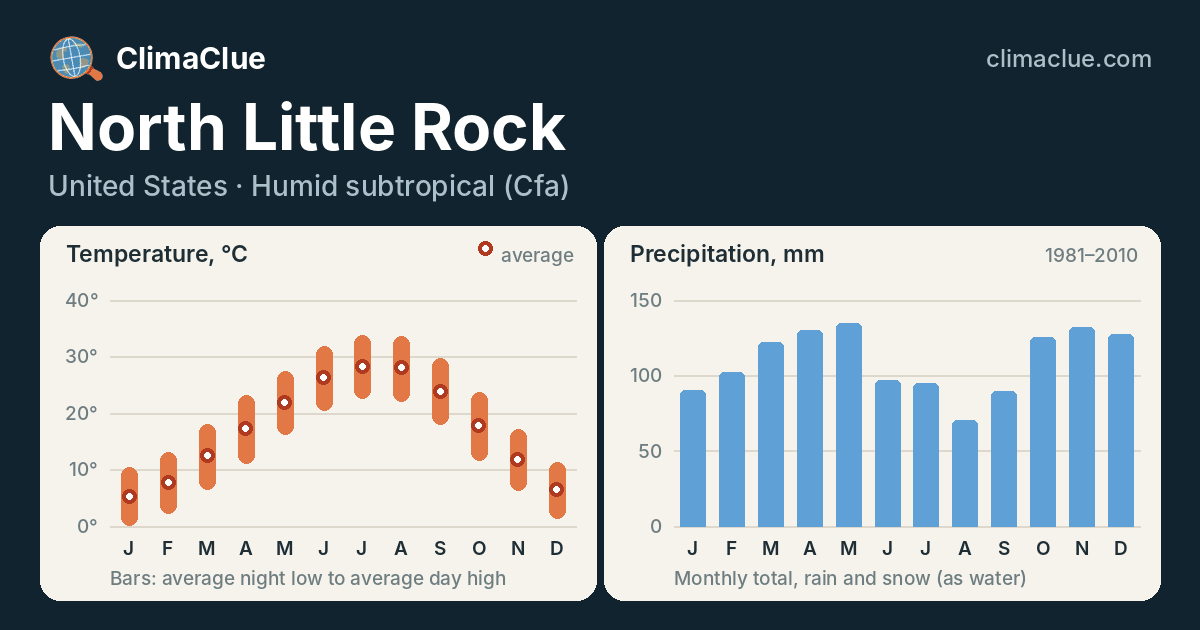 ClimaClue
climaclue.com
North Little Rock
United States · Humid subtropical (Cfa)
Temperature, °C
average
40°
30°
20°
10°
0°
J F M A M J J A S O N D
Bars: average night low to average day high
Precipitation, mm
1981–2010
150
100
50
0
J F M A M J J A S O N D
Monthly total, rain and snow (as water)